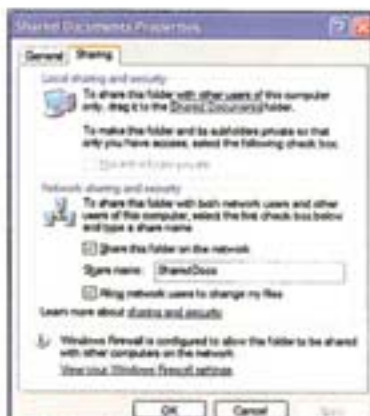 Shared Documents Properties
General Sharing
Local sharing and security
To share this folder with other users of this computer
only, drag it to the Shared Documents folder.
To make this folder and its subfolders private so that
only you have access, select the following check box.
Make this folder private
Network sharing and security
To share this folder with both network users and other
users of this computer, select the first check box below
and type a share name.
Share this folder on the network
Share name: SharedDocs
Allow network users to change my files
Learn more about sharing and security.
Windows Firewall is configured to allow this folder to be shared
with other computers on the network
View your Windows Firewall settings
OK Cancel